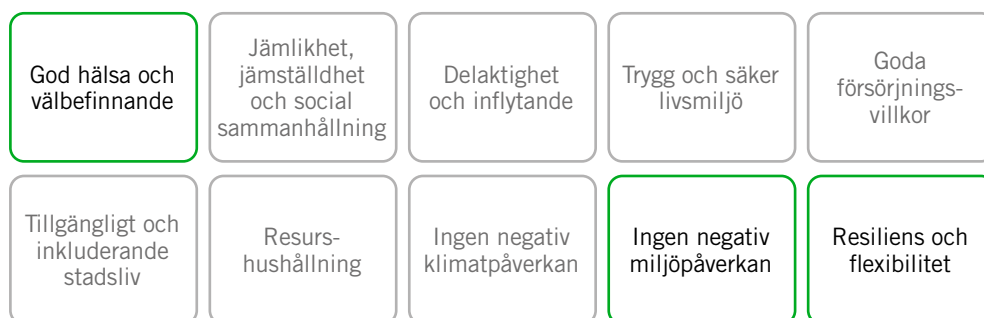 God hälsa och
välbefinnande
Jämlikhet,
jämställdhet
och social
sammanhållning
Delaktighet
och inflytande
Trygg och säker
livsmiljö
Goda
försörjnings-
villkor
Tillgängligt och
inkluderande
stadsliv
Resurs-
hushållning
Ingen negativ
klimatpåverkan
Ingen negativ
miljöpåverkan
Resiliens och
flexibilitet